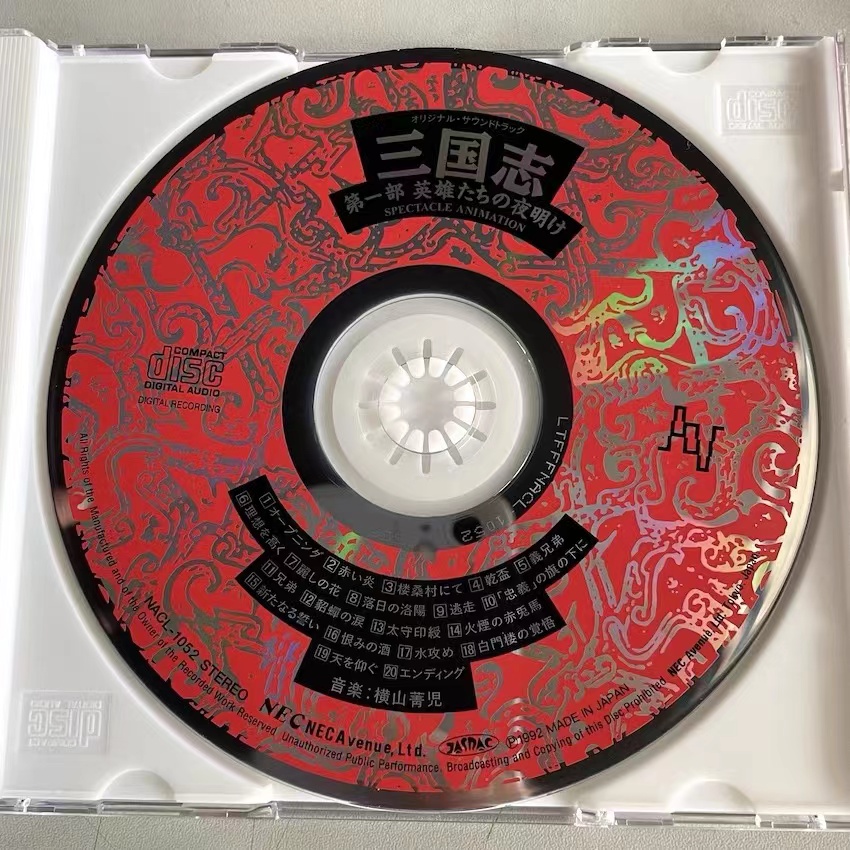 オリジナル・サウンドトラック
三国志
第一部 英雄たちの夜明け
SPECTACLE ANIMATION
COMPACT
disc
DIGITAL AUDIO
DIGITAL RECORDING
1オープニング 2赤い炎 3楼桑村にて 4乾盃 5義兄弟
6理想を高く 7麗しの花 8落日の洛陽 9逃走 10「忠義」の旗の下に
11兄弟 12貂蟬の涙 13太守印綬 14火煙の赤兎馬
15新たなる誓い 16恨みの酒 17水攻め 18白門楼の覚悟
19天を仰ぐ 20エンディング
音楽:横山菁児
NACL-1052 STEREO
NEC NEC Avenue, Ltd.
JASRAC
Ⓟ1992 MADE IN JAPAN
All Rights of the Manufactured and of the Owner of the Recorded Work Reserved. Unauthorized Public Performance. Broadcasting and Copying of this Disc Prohibited. NEC Avenue Ltd. Tokyo JAPAN
COMPACT
disc
DIGITAL AUDIO